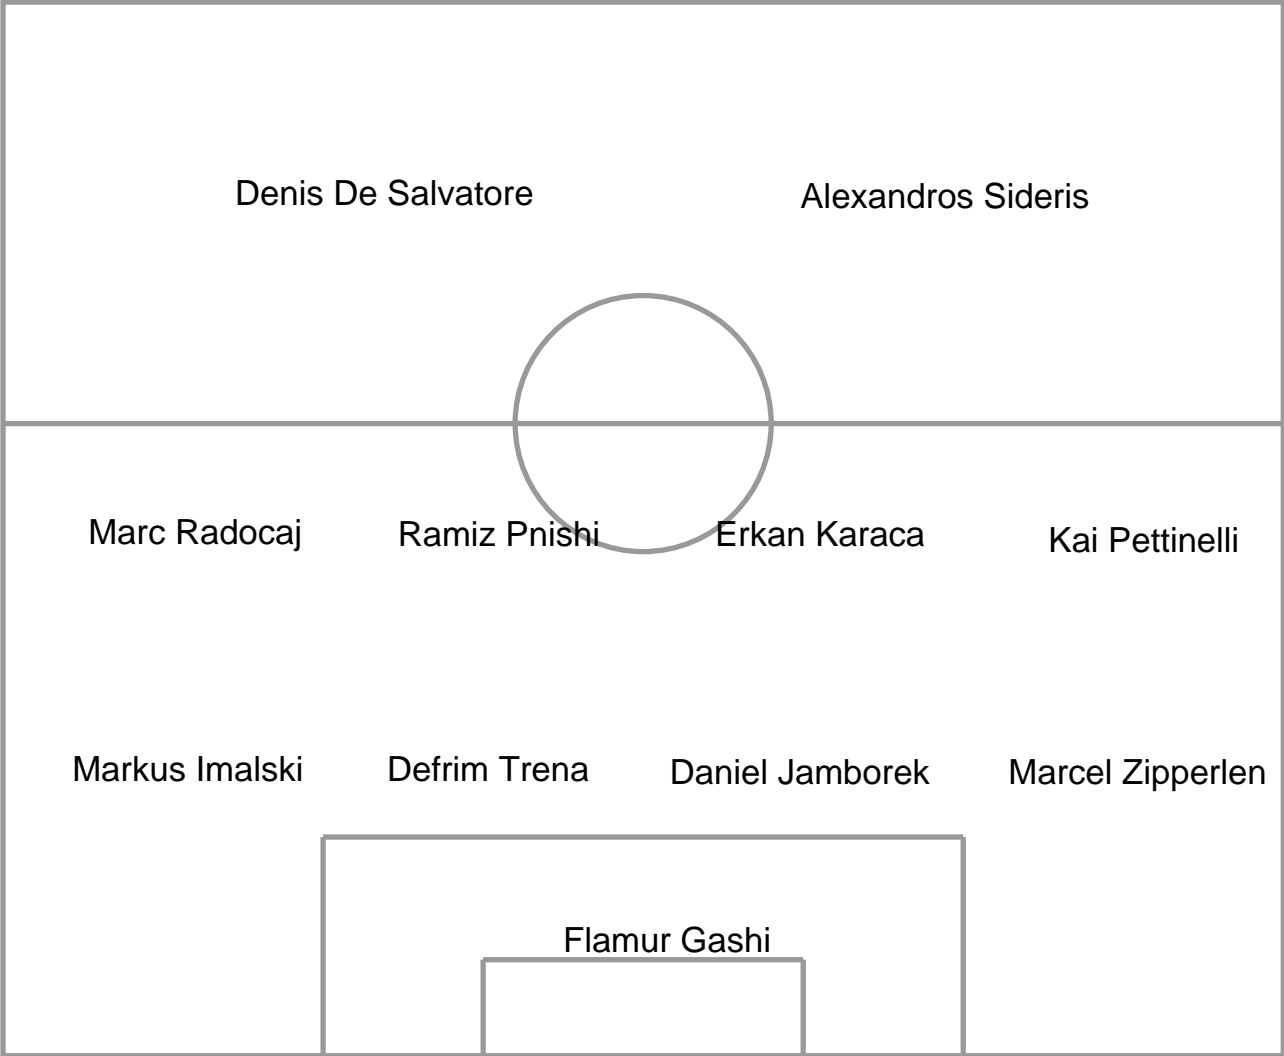 Denis De Salvatore
Alexandros Sideris
Marc Radocaj
Ramiz Pnishi
Erkan Karaca
Kai Pettinelli
Markus Imalski
Defrim Trena
Daniel Jamborek
Marcel Zipperlen
Flamur Gashi